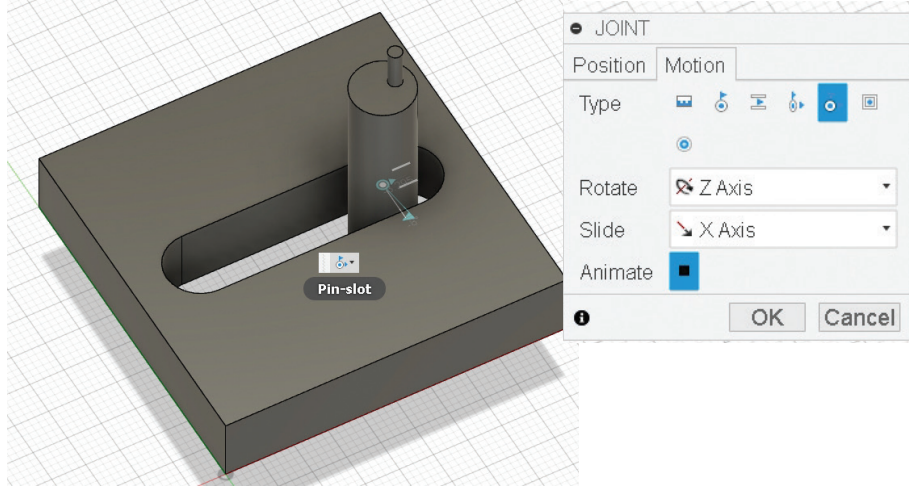 JOINT
Position Motion
Type
Rotate Z Axis
Slide X Axis
Animate
OK Cancel
Pin-slot